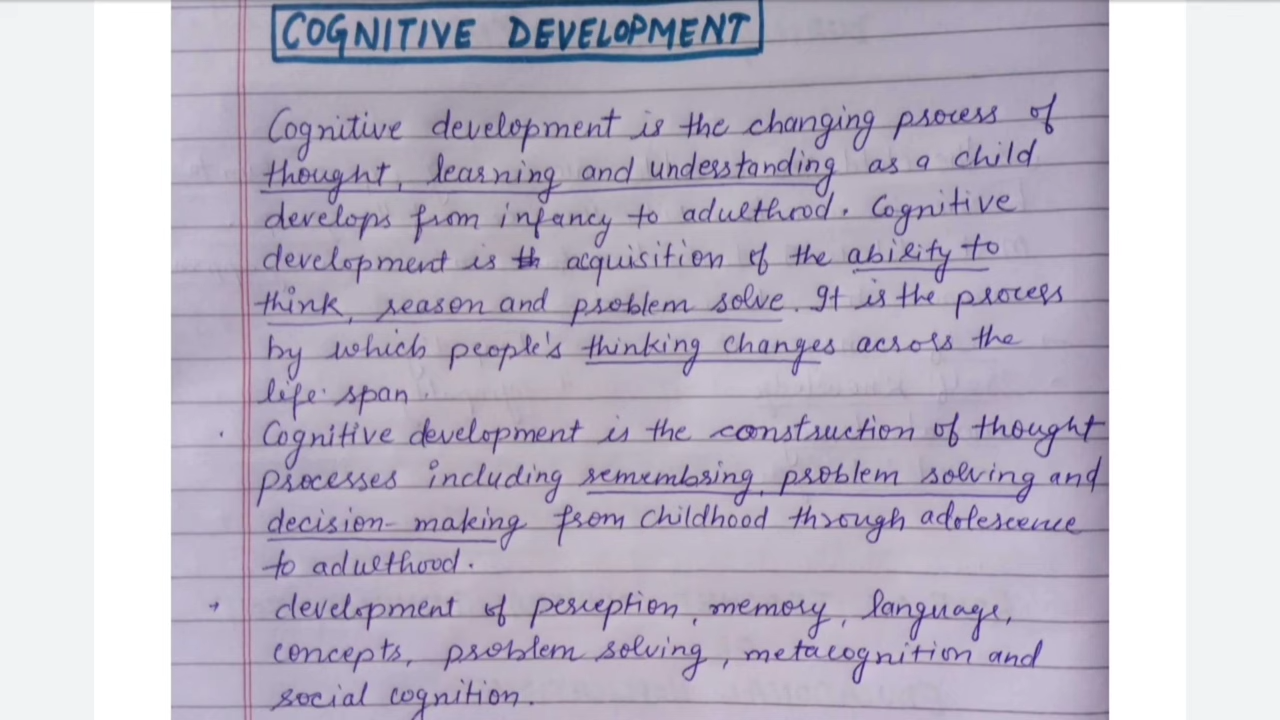 COGNITIVE DEVELOPMENT
Cognitive development is the changing process of
thought, learning and understanding as a child
develops from infancy to adulthood. Cognitive
development is th acquisition of the ability to
think, reason and problem solve. It is the process
by which people's thinking changes across the
life span.
Cognitive development is the construction of thought
processes including remembring, problem solving and
decision-making from childhood through adolescence
to adulthood.
→ development of perception, memory, language,
concepts, problem solving, metacognition and
social cognition.